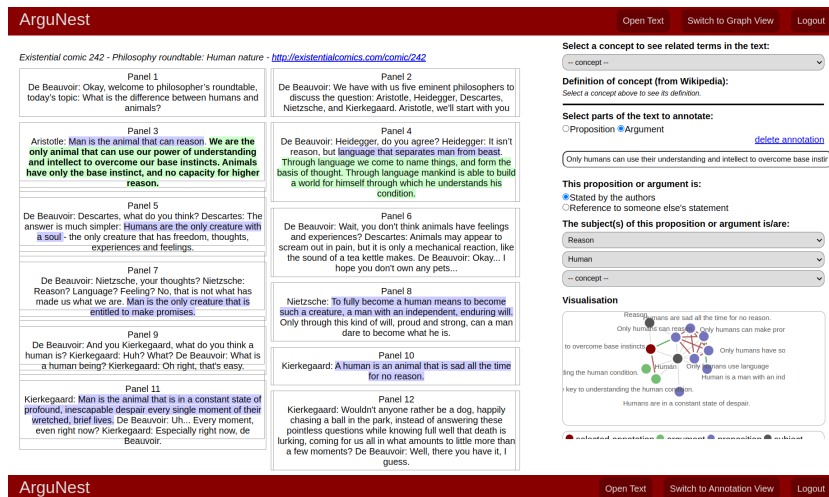 ArguNest
Open Text
Switch to Graph View
Logout
Existential comic 242 - Philosophy roundtable: Human nature - http://existentialcomics.com/comic/242
Panel 1
De Beauvoir: Okay, welcome to philosopher's roundtable,
today's topic: What is the difference between humans and
animals?
Panel 2
De Beauvoir: We have with us five eminent philosophers to
discuss the question: Aristotle, Heidegger, Descartes,
Nietzsche, and Kierkegaard. Aristotle, we'll start with you
Panel 3
Aristotle: Man is the animal that can reason. We are the
only animal that can use our power of understanding
and intellect to overcome our base instincts. Animals
have only the base instinct, and no capacity for higher
reason.
Panel 4
De Beauvoir: Heidegger, do you agree? Heidegger: It isn't
reason, but language that separates man from beast.
Through language we come to name things, and form the
basis of thought. Through language mankind is able to build
a world for himself through which he understands his
condition.
Panel 5
De Beauvoir: Descartes, what do you think? Descartes: The
answer is much simpler: Humans are the only creature with
a soul - the only creature that has freedom, thoughts,
experiences and feelings.
Panel 6
De Beauvoir: Wait, you don't think animals have feelings
and experiences? Descartes: Animals may appear to
scream out in pain, but it is only a mechanical reaction, like
the sound of a tea kettle makes. De Beauvoir: Okay... I
hope you don't own any pets...
Panel 7
De Beauvoir: Nietzsche, your thoughts? Nietzsche:
Reason? Language? Feeling? No, that is not what has
made us what we are. Man is the only creature that is
entitled to make promises.
Panel 8
Nietzsche: To fully become a human means to become
such a creature, a man with an independent, enduring will.
Only through this kind of will, proud and strong, can a man
dare to become what he is.
Panel 9
De Beauvoir: And you Kierkegaard, what do you think a
human is? Kierkegaard: Huh? What? De Beauvoir: What is
a human being? Kierkegaard: Oh right, that's easy.
Panel 10
Kierkegaard: A human is an animal that is sad all the time
for no reason.
Panel 11
Kierkegaard: Man is the animal that is in a constant state of
profound, inescapable despair every single moment of their
wretched, brief lives. De Beauvoir: Uh... Every moment,
even right now? Kierkegaard: Especially right now, de
Beauvoir.
Panel 12
Kierkegaard: Wouldn't anyone rather be a dog, happily
chasing a ball in the park, instead of answering these
pointless questions while knowing full well that death is
lurking, coming for us all in what amounts to little more than
a few moments? De Beauvoir: Well, there you have it, I
guess.
Select a concept to see related terms in the text:
-- concept --
Definition of concept (from Wikipedia):
Select a concept above to see its definition.
Select parts of the text to annotate:
Proposition Argument
delete annotation
Only humans can use their understanding and intellect to overcome base instir
This proposition or argument is:
Stated by the authors
Reference to someone else's statement
The subject(s) of this proposition or argument is/are:
Reason
Human
-- concept --
Visualisation
Reason
Humans are sad all the time for no reason.
Only humans can reason
Only humans can make pror
to overcome base instincts
Only humans have so
Human
Only humans use language
ding the human condition.
Human is a man with an ind
key to understanding the human condition.
Humans are in a constant state of despair.
selected annotation argument proposition subject
ArguNest
Open Text
Switch to Annotation View
Logout